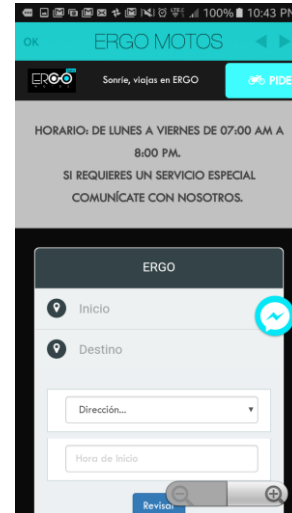 100% 10:43 PM
OK ERGO MOTOS
ERGO Sonríe, viajas en ERGO PIDE
MOTOS
HORARIO: DE LUNES A VIERNES DE 07:00 AM A
8:00 PM.
SI REQUIERES UN SERVICIO ESPECIAL
COMUNÍCATE CON NOSOTROS.
ERGO
Inicio
Destino
Dirección...
Hora de Inicio
Revisar